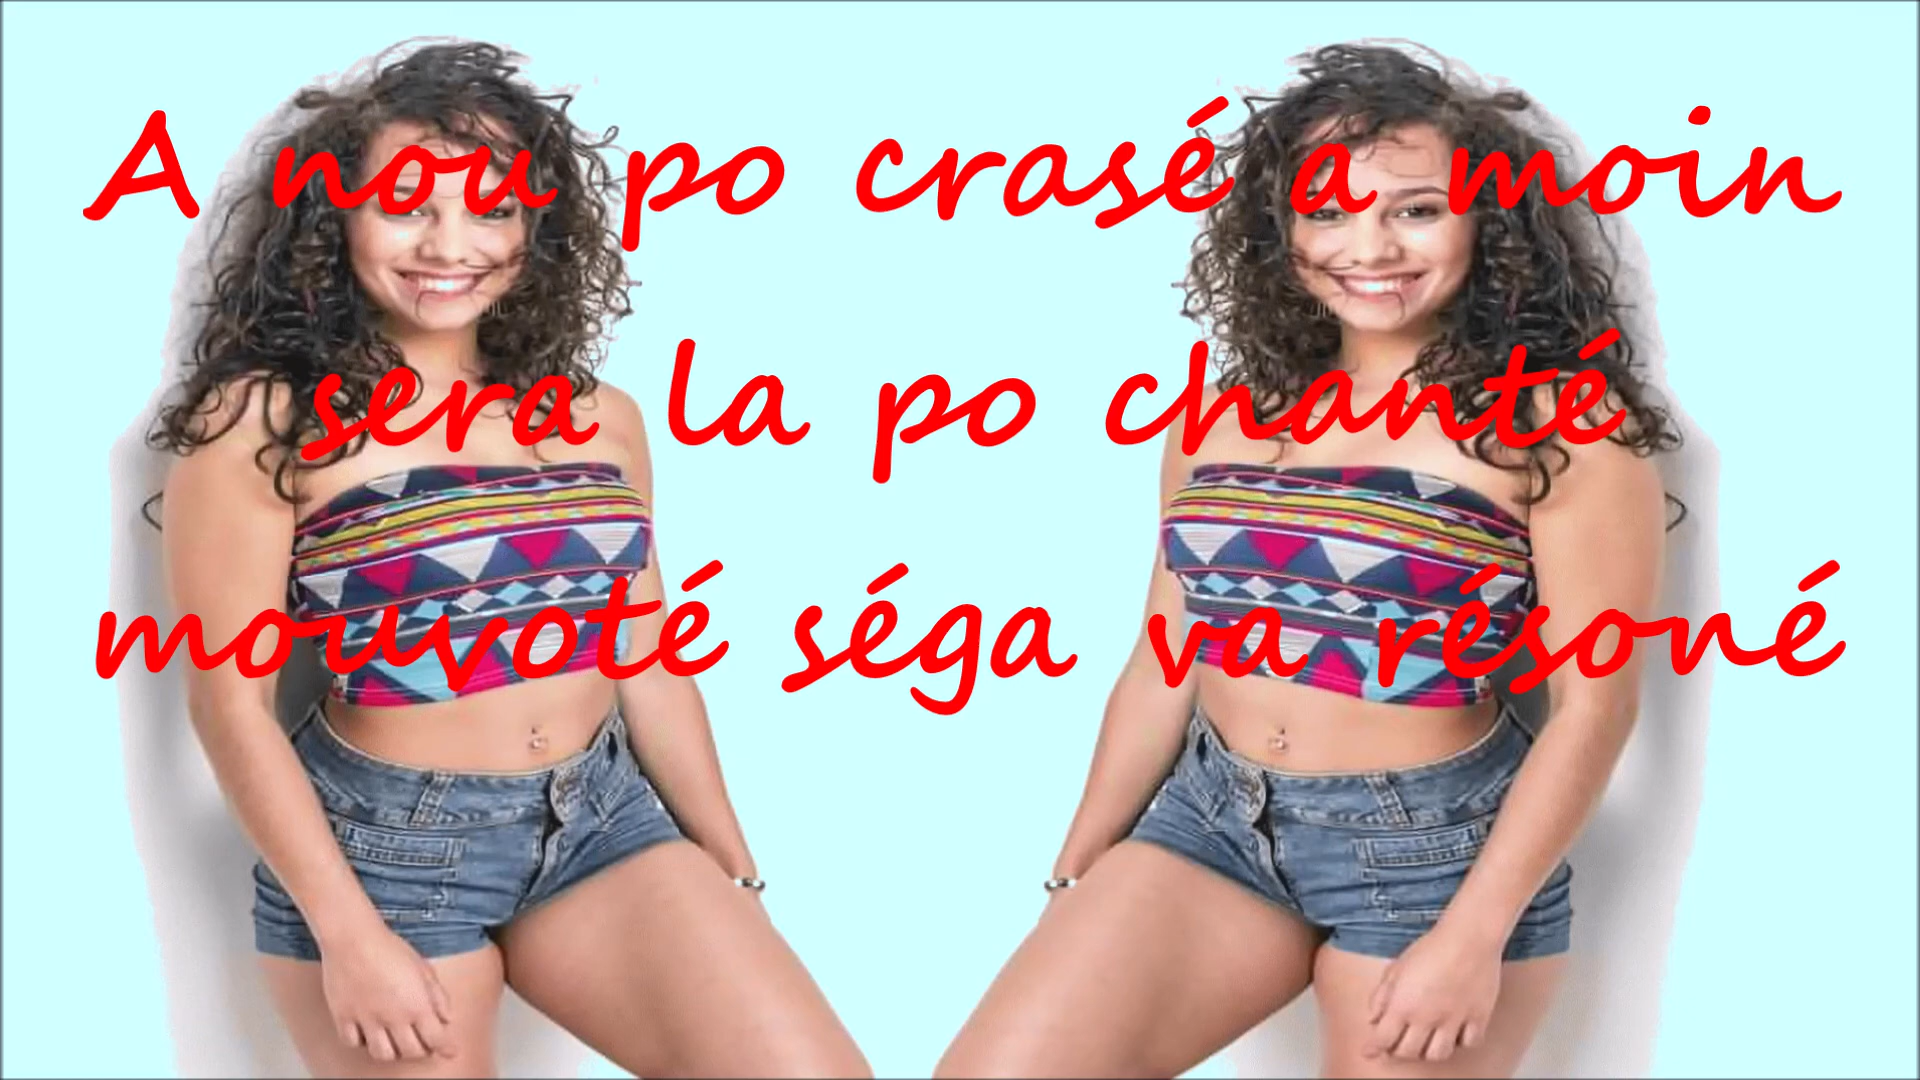 A nou po crasé a moin
sera la po chanté
mouvoté séga va résoné